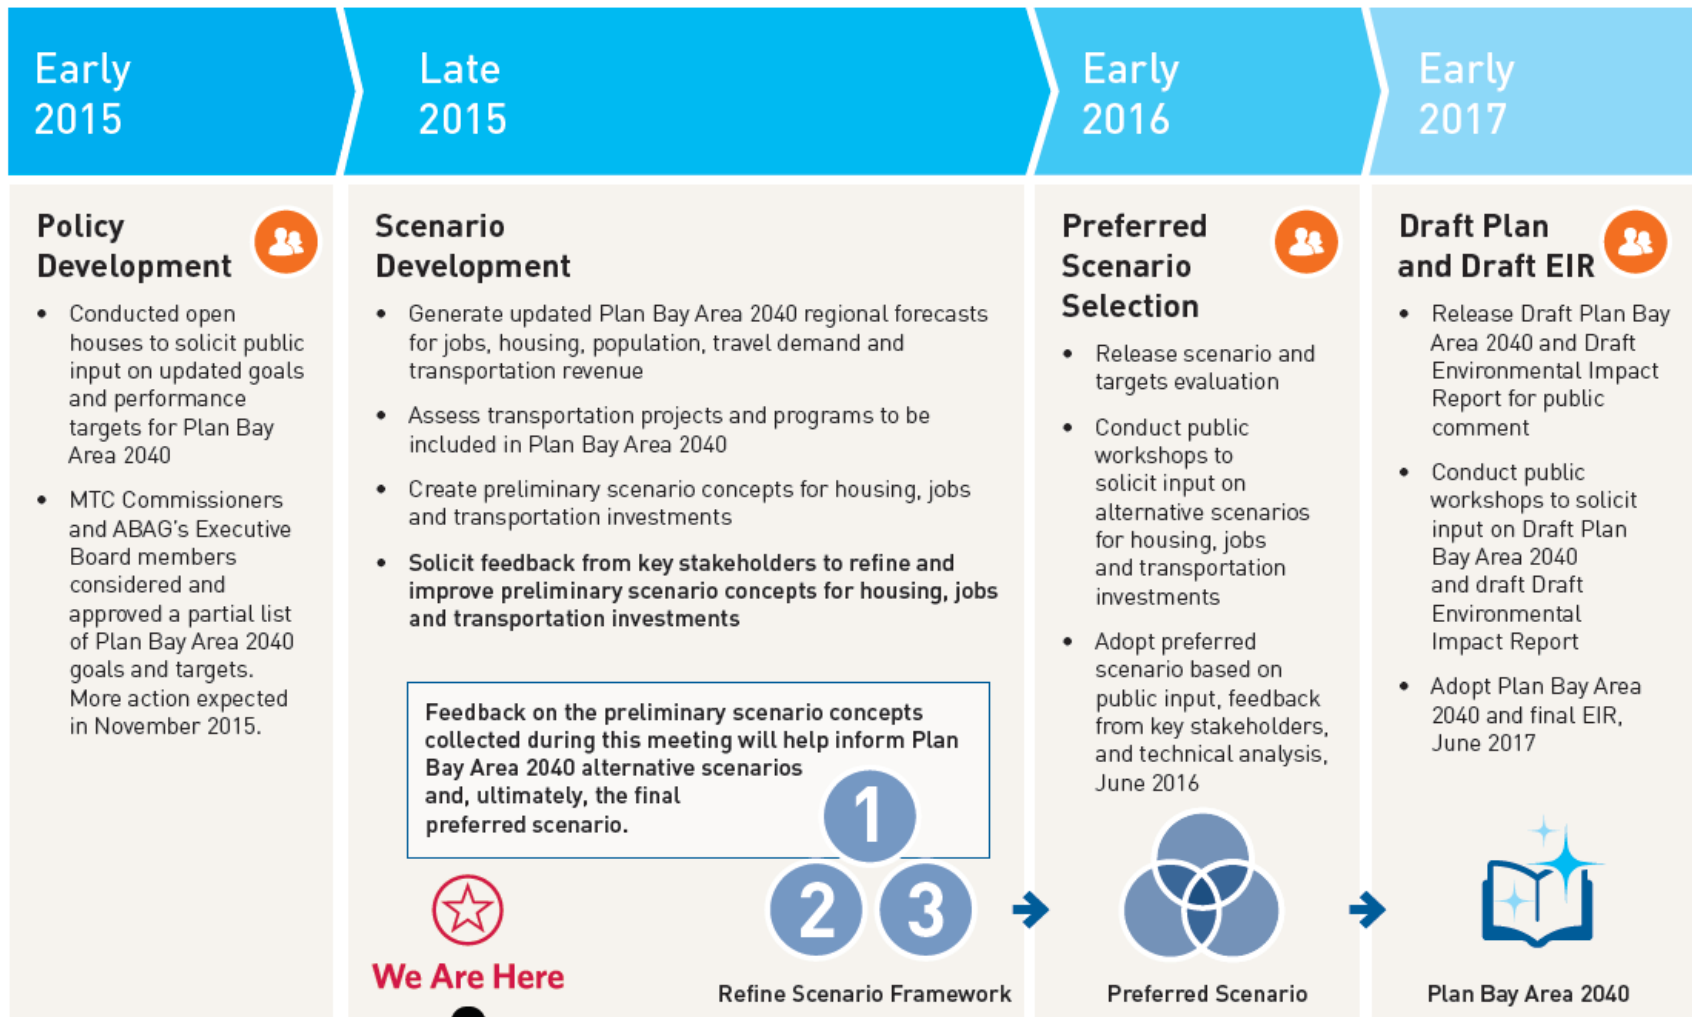 Early
2015
Late
2015
Early
2016
Early
2017
Policy
Development
• Conducted open
houses to solicit public
input on updated goals
and performance
targets for Plan Bay
Area 2040
• MTC Commissioners
and ABAG's Executive
Board members
considered and
approved a partial list
of Plan Bay Area 2040
goals and targets.
More action expected
in November 2015.
Scenario
Development
• Generate updated Plan Bay Area 2040 regional forecasts
for jobs, housing, population, travel demand and
transportation revenue
• Assess transportation projects and programs to be
included in Plan Bay Area 2040
• Create preliminary scenario concepts for housing, jobs
and transportation investments
• Solicit feedback from key stakeholders to refine and
improve preliminary scenario concepts for housing, jobs
and transportation investments
Feedback on the preliminary scenario concepts
collected during this meeting will help inform Plan
Bay Area 2040 alternative scenarios
and, ultimately, the final
preferred scenario.
1
2 3
We Are Here
Refine Scenario Framework
Preferred
Scenario
Selection
• Release scenario and
targets evaluation
• Conduct public
workshops to
solicit input on
alternative scenarios
for housing, jobs
and transportation
investments
• Adopt preferred
scenario based on
public input, feedback
from key stakeholders,
and technical analysis,
June 2016
Preferred Scenario
Draft Plan
and Draft EIR
• Release Draft Plan Bay
Area 2040 and Draft
Environmental Impact
Report for public
comment
• Conduct public
workshops to solicit
input on Draft Plan
Bay Area 2040
and draft Draft
Environmental
Impact Report
• Adopt Plan Bay Area
2040 and final EIR,
June 2017
Plan Bay Area 2040